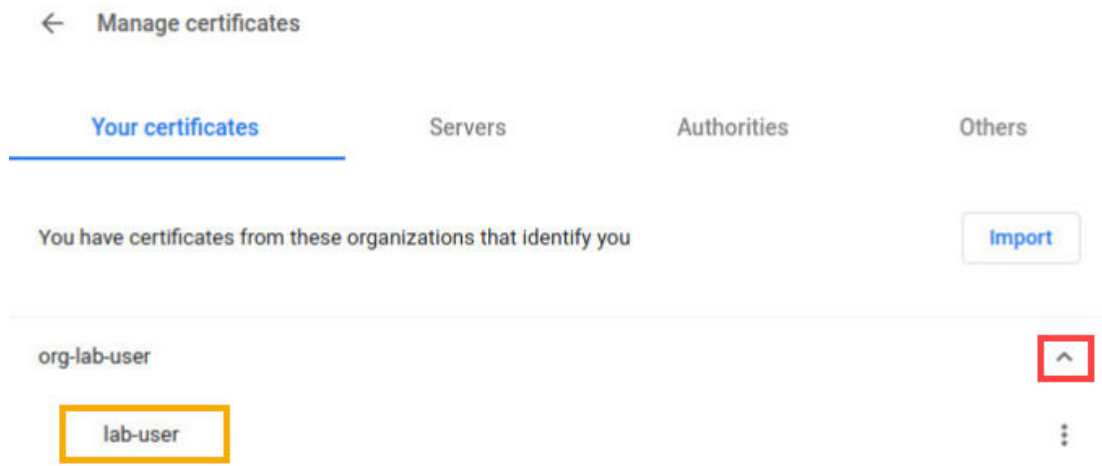 Manage certificates
Your certificates Servers Authorities Others
You have certificates from these organizations that identify you Import
org-lab-user
lab-user